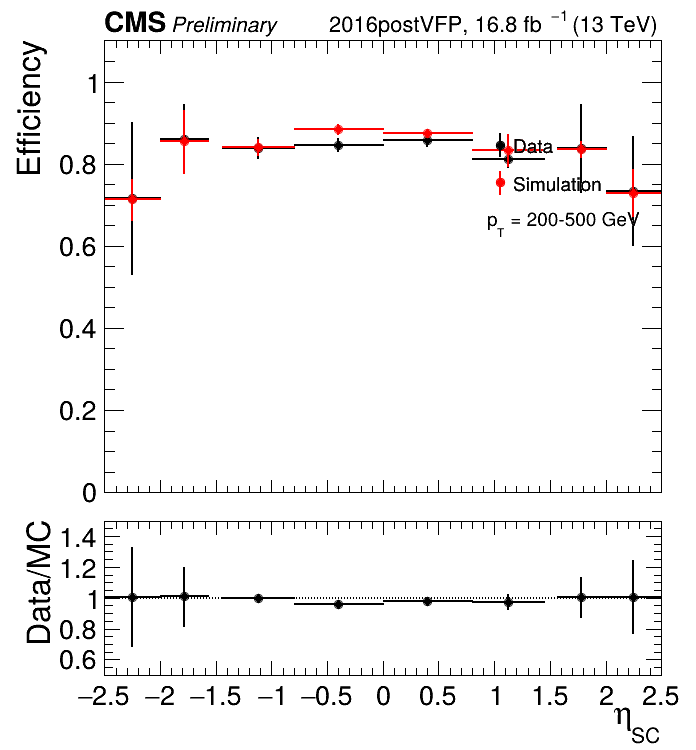 CMS Preliminary 2016postVFP, 16.8 fb⁻¹ (13 TeV)
Efficiency
1
0.8
0.6
0.4
0.2
0
Data
Simulation
p_T = 200-500 GeV
Data/MC
1.4
1.2
1
0.8
0.6
−2.5 −2 −1.5 −1 −0.5 0 0.5 1 1.5 2 2.5
η_SC